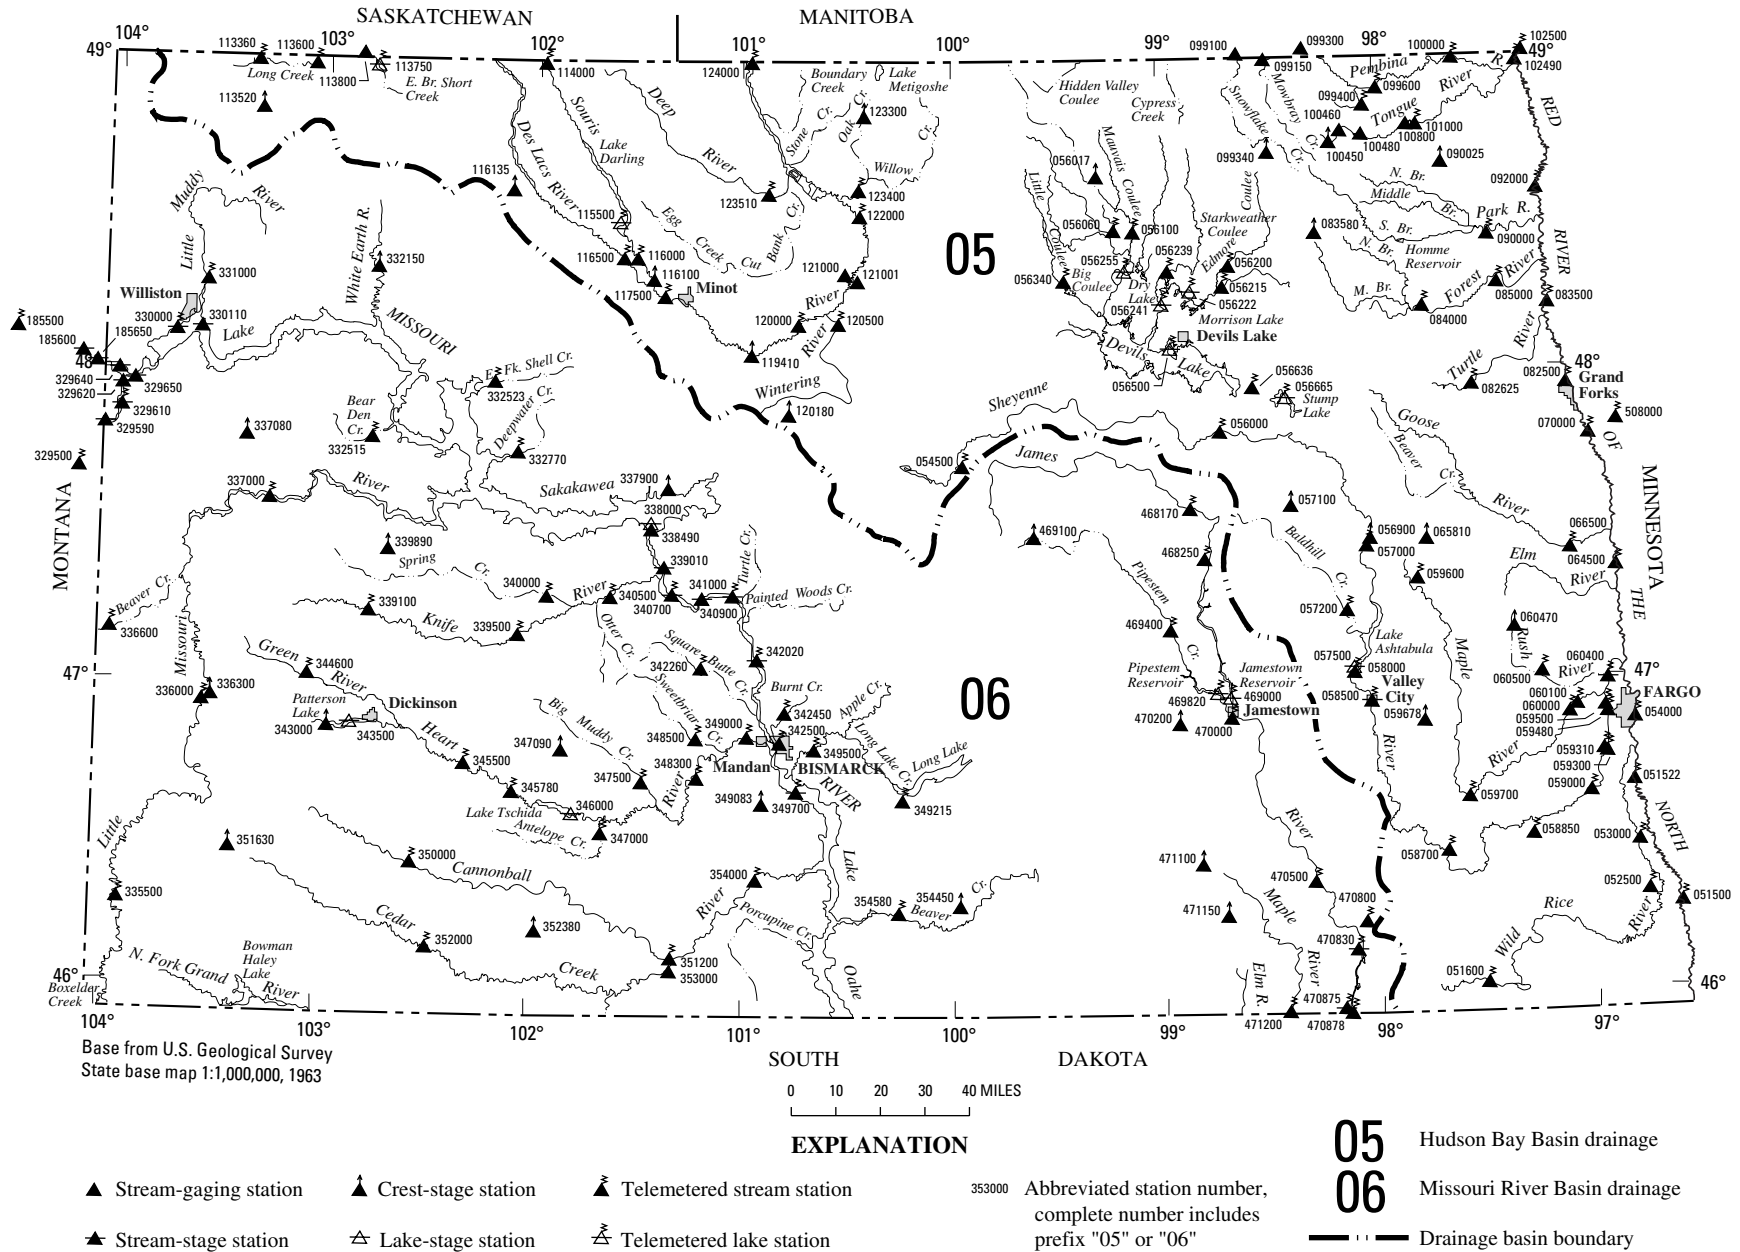 SASKATCHEWAN
MANITOBA
104°
103°
102°
101°
100°
99°
98°
49°
49°
113360
113600
113800
113750
114000
124000
099100
099150
099300
100000
102500
102490
Long Creek
E. Br. Short
Creek
Boundary
Creek
Lake
Metigoshe
Hidden Valley
Coulee
Cypress
Creek
Snowflake
Cr.
Mowbray
Cr.
Pembina
River
R.
Tongue
River
RED
099400
099600
100460
100450
100480
100800
101000
090025
099340
092000
113520
Souris
Des Lacs River
Lake
Darling
Deep
River
Stone
Cr.
Oak
Cr.
Willow
Cr.
123300
123400
122000
123510
116135
115500
116500
116000
116100
117500
Minot
Egg
Creek
Cut
Bank
Cr.
121000
121001
120000
120500
119410
120180
River
River
Wintering
05
Mauvais Coulee
Little
Coulee
Big
Coulee
Dry
Lake
056017
056060
056100
056239
056255
056340
056241
056200
056215
056222
Starkweather
Coulee
Edmore
Coulee
Morrison Lake
Devils Lake
Devils
Lake
056500
056636
056665
Stump
Lake
056000
054500
Sheyenne
James
N. Br.
Middle
Br.
Park R.
S. Br.
Homme
Reservoir
N. Br.
M. Br.
Forest
River
083580
090000
085000
083500
084000
RIVER
Turtle
River
082625
082500
48°
Grand
Forks
508000
070000
OF
Goose
River
Beaver
Cr.
Little
Muddy
River
White Earth R.
332150
331000
Williston
330000
330110
Lake
185500
185650
185600
48°
329640
329620
329650
329610
329590
329500
MISSOURI
E. Fk. Shell Cr.
332523
Bear
Den
Cr.
332515
Deepwater Cr.
332770
337080
337000
River
Sakakawea
337900
338000
338490
339010
MONTANA
Beaver Cr.
336600
Missouri
Little
339890
Spring
Cr.
340000
River
340500
340700
341000
340900
Turtle Cr.
Painted Woods Cr.
339100
Knife
339500
Otter
Cr.
Square Butte
Cr.
342260
342020
Green
River
344600
47°
336000
336300
Patterson
Lake
Dickinson
343000
343500
Heart
345500
345780
Big
Muddy
Cr.
347090
347500
Sweetbriar
Cr.
348500
349000
348300
River
Burnt Cr.
342450
342500
Apple Cr.
Long Lake Cr.
Long Lake
349500
Mandan
BISMARCK
RIVER
349083
349700
349215
06
Lake Tschida
346000
Antelope Cr.
347000
351630
350000
Cannonball
335500
Cedar
Creek
352000
352380
354000
River
Porcupine Cr.
351200
353000
Lake
Oahe
354580
354450
Beaver
Cr.
46°
N. Fork Grand
River
Bowman
Haley
Lake
Boxelder
Creek
469100
468170
468250
Pipestem
Cr.
469400
Pipestem
Reservoir
Jamestown
Reservoir
469000
469820
470200
Jamestown
470000
River
057100
Baldhill
Cr.
056900
057000
065810
059600
057200
Lake
Ashtabula
057500
058000
Valley
City
058500
059678
River
Maple
River
Elm
River
066500
064500
060470
Rush
River
060500
060400
47°
060100
060000
059500
059480
FARGO
054000
059310
059300
059000
059700
051522
MINNESOTA
THE
NORTH
058850
058700
053000
052500
051500
Rice
Wild
River
051600
46°
471100
471150
Maple
River
Elm R.
470500
470800
470830
470875
470878
471200
104
103°
102°
101°
100°
99°
98°
97°
Base from U.S. Geological Survey
State base map 1:1,000,000, 1963
SOUTH
DAKOTA
0 10 20 30 40 MILES
EXPLANATION
Stream-gaging station
Crest-stage station
Telemetered stream station
Stream-stage station
Lake-stage station
Telemetered lake station
353000
Abbreviated station number,
complete number includes
prefix "05" or "06"
05 Hudson Bay Basin drainage
06 Missouri River Basin drainage
Drainage basin boundary